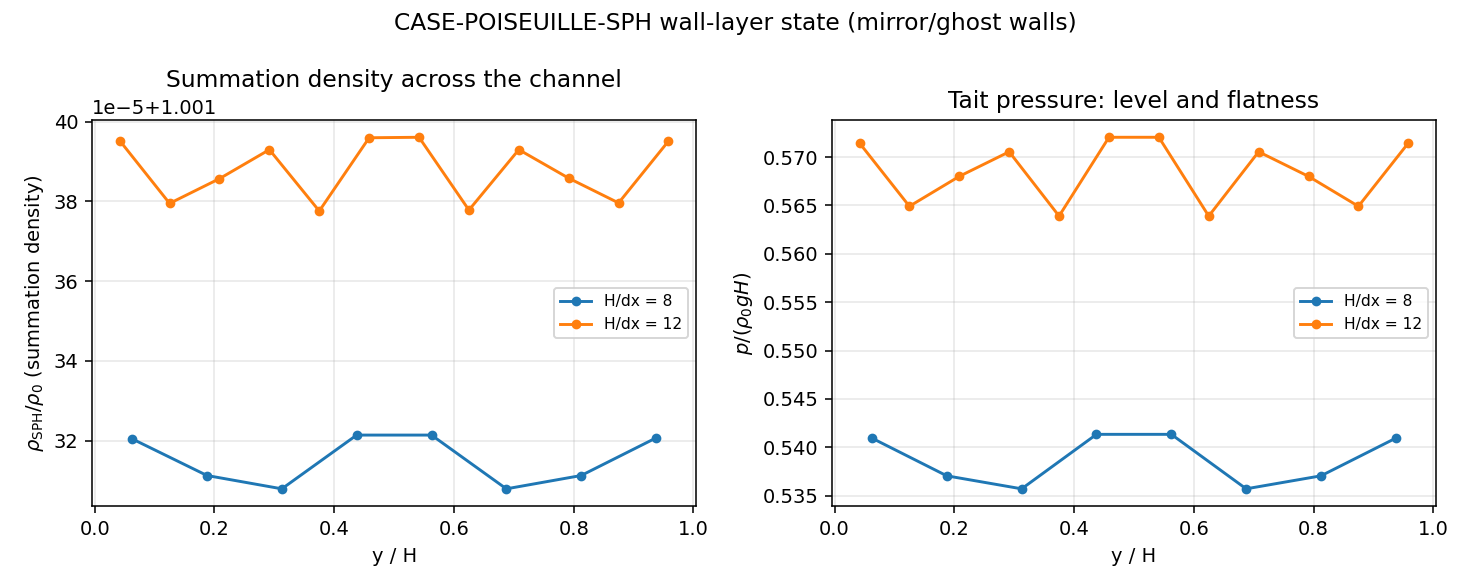 CASE-POISEUILLE-SPH wall-layer state (mirror/ghost walls)
Summation density across the channel
1e−5+1.001
40
38
36
34
32
ρSPH/ρ0 (summation density)
0.0 0.2 0.4 0.6 0.8 1.0
y / H
H/dx = 8
H/dx = 12
Tait pressure: level and flatness
0.570
0.565
0.560
0.555
0.550
0.545
0.540
0.535
p/(ρ0gH)
0.0 0.2 0.4 0.6 0.8 1.0
y / H
H/dx = 8
H/dx = 12